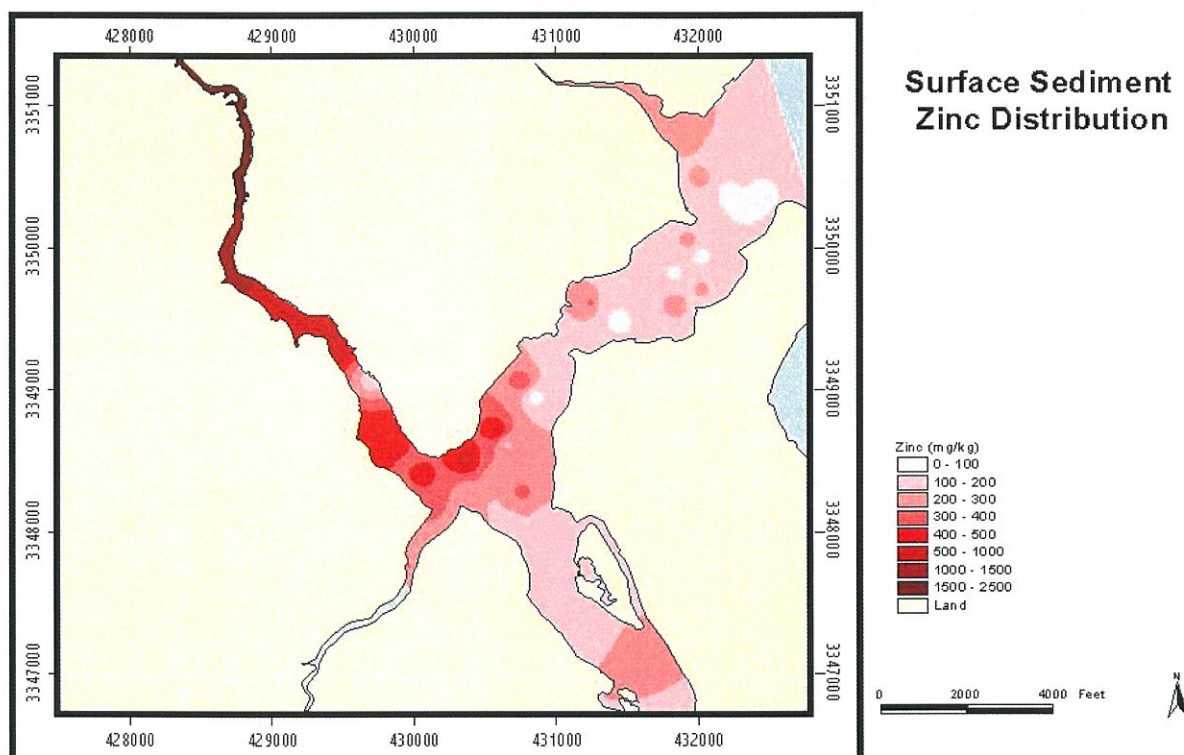 428000 429000 430000 431000 432000
3351000 3351000
3350000 3350000
3349000 3349000
3348000 3348000
3347000 3347000
428000 429000 430000 431000 432000
Surface Sediment
Zinc Distribution
Zinc (mg/kg)
0 - 100
100 - 200
200 - 300
300 - 400
400 - 500
500 - 1000
1000 - 1500
1500 - 2500
Land
0 2000 4000 Feet
N